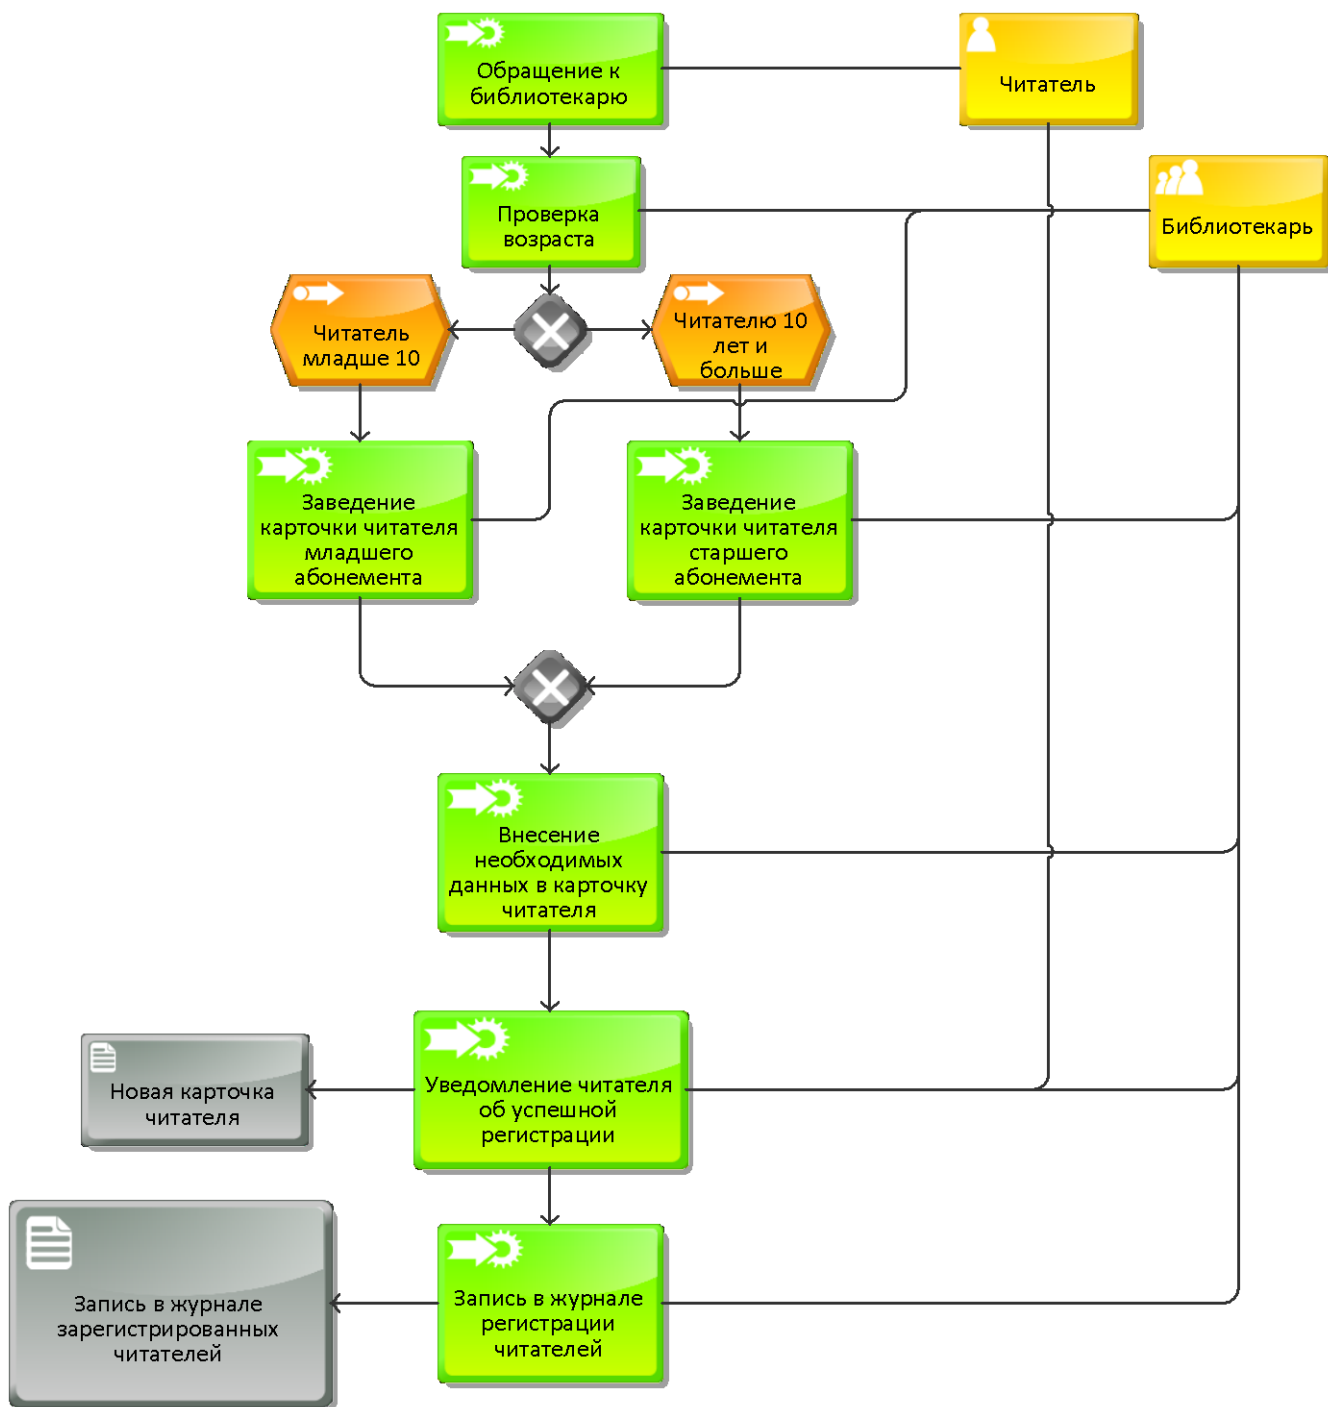 Обращение к
библиотекарю
Читатель
Проверка
возраста
Библиотекарь
Читатель
младше 10
Читателю 10
лет и
больше
Заведение
карточки читателя
младшего
абонемента
Заведение
карточки читателя
старшего
абонемента
Внесение
необходимых
данных в карточку
читателя
Новая карточка
читателя
Уведомление читателя
об успешной
регистрации
Запись в журнале
зарегистрированных
читателей
Запись в журнале
регистрации
читателей